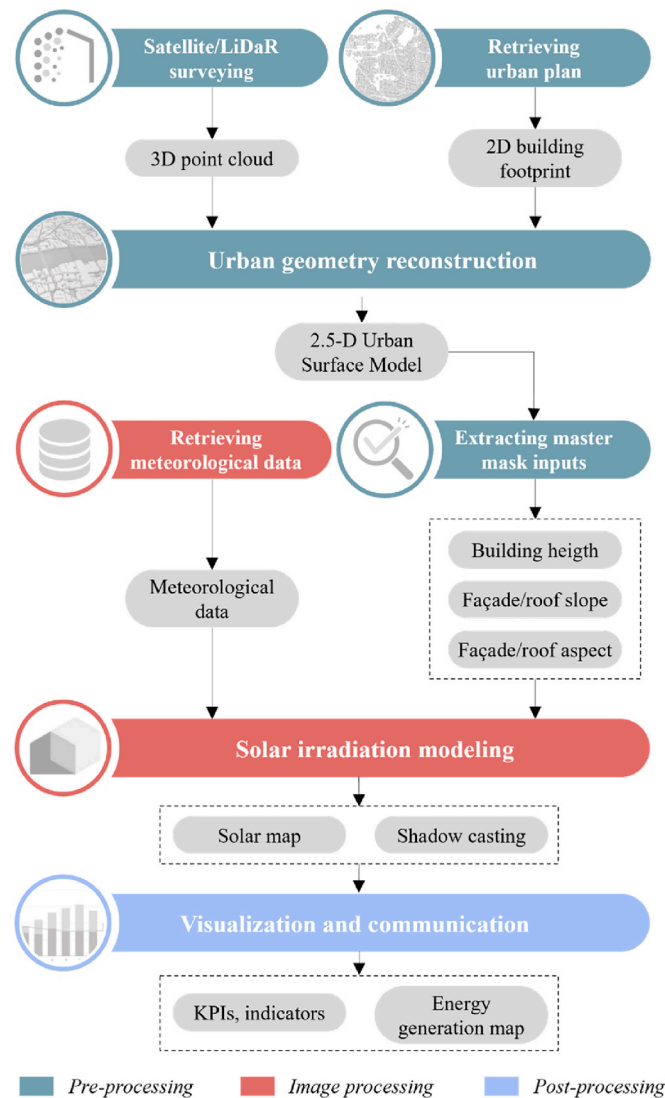 Satellite/LiDaR
surveying
Retrieving
urban plan
3D point cloud
2D building
footprint
Urban geometry reconstruction
2.5-D Urban
Surface Model
Retrieving
meteorological data
Extracting master
mask inputs
Meteorological
data
Building heigth
Façade/roof slope
Façade/roof aspect
Solar irradiation modeling
Solar map
Shadow casting
Visualization and communication
KPIs, indicators
Energy
generation map
Pre-processing
Image processing
Post-processing